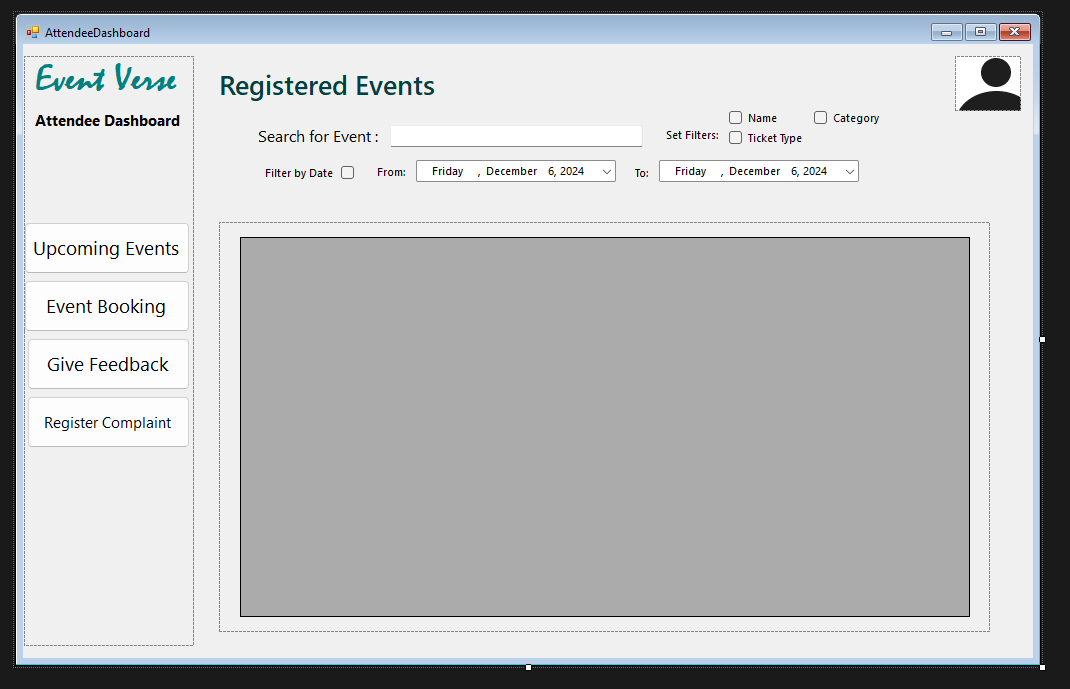 AttendeeDashboard
Event Verse
Attendee Dashboard
Registered Events
Search for Event :
Set Filters:
Name
Category
Ticket Type
Filter by Date
From:
Friday , December 6, 2024
To:
Friday , December 6, 2024
Upcoming Events
Event Booking
Give Feedback
Register Complaint